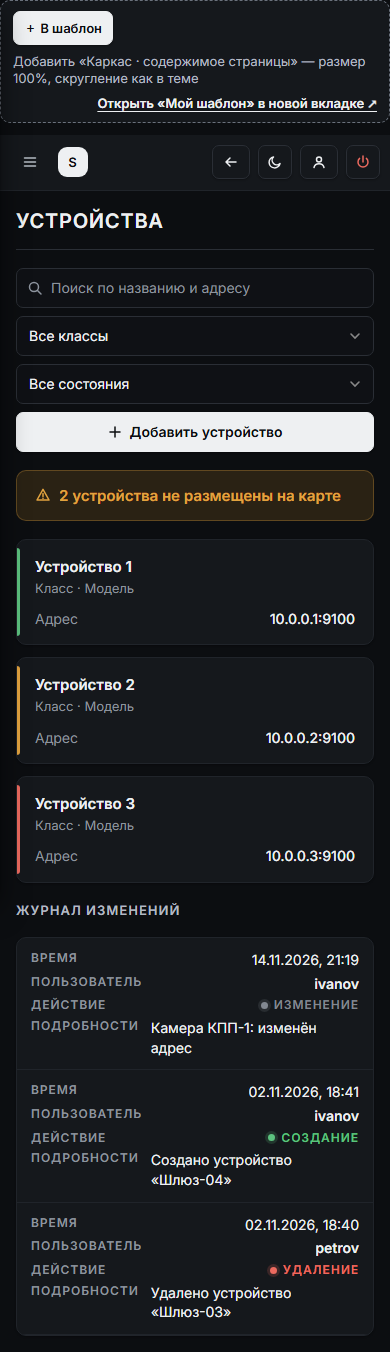 + В шаблон
Добавить «Каркас · содержимое страницы» — размер
100%, скругление как в теме
Открыть «Мой шаблон» в новой вкладке ↗
S
УСТРОЙСТВА
Поиск по названию и адресу
Все классы
Все состояния
+ Добавить устройство
2 устройства не размещены на карте
Устройство 1
Класс · Модель
Адрес 10.0.0.1:9100
Устройство 2
Класс · Модель
Адрес 10.0.0.2:9100
Устройство 3
Класс · Модель
Адрес 10.0.0.3:9100
ЖУРНАЛ ИЗМЕНЕНИЙ
ВРЕМЯ 14.11.2026, 21:19
ПОЛЬЗОВАТЕЛЬ ivanov
ДЕЙСТВИЕ ИЗМЕНЕНИЕ
ПОДРОБНОСТИ Камера КПП-1: изменён
адрес
ВРЕМЯ 02.11.2026, 18:41
ПОЛЬЗОВАТЕЛЬ ivanov
ДЕЙСТВИЕ СОЗДАНИЕ
ПОДРОБНОСТИ Создано устройство
«Шлюз-04»
ВРЕМЯ 02.11.2026, 18:40
ПОЛЬЗОВАТЕЛЬ petrov
ДЕЙСТВИЕ УДАЛЕНИЕ
ПОДРОБНОСТИ Удалено устройство
«Шлюз-03»